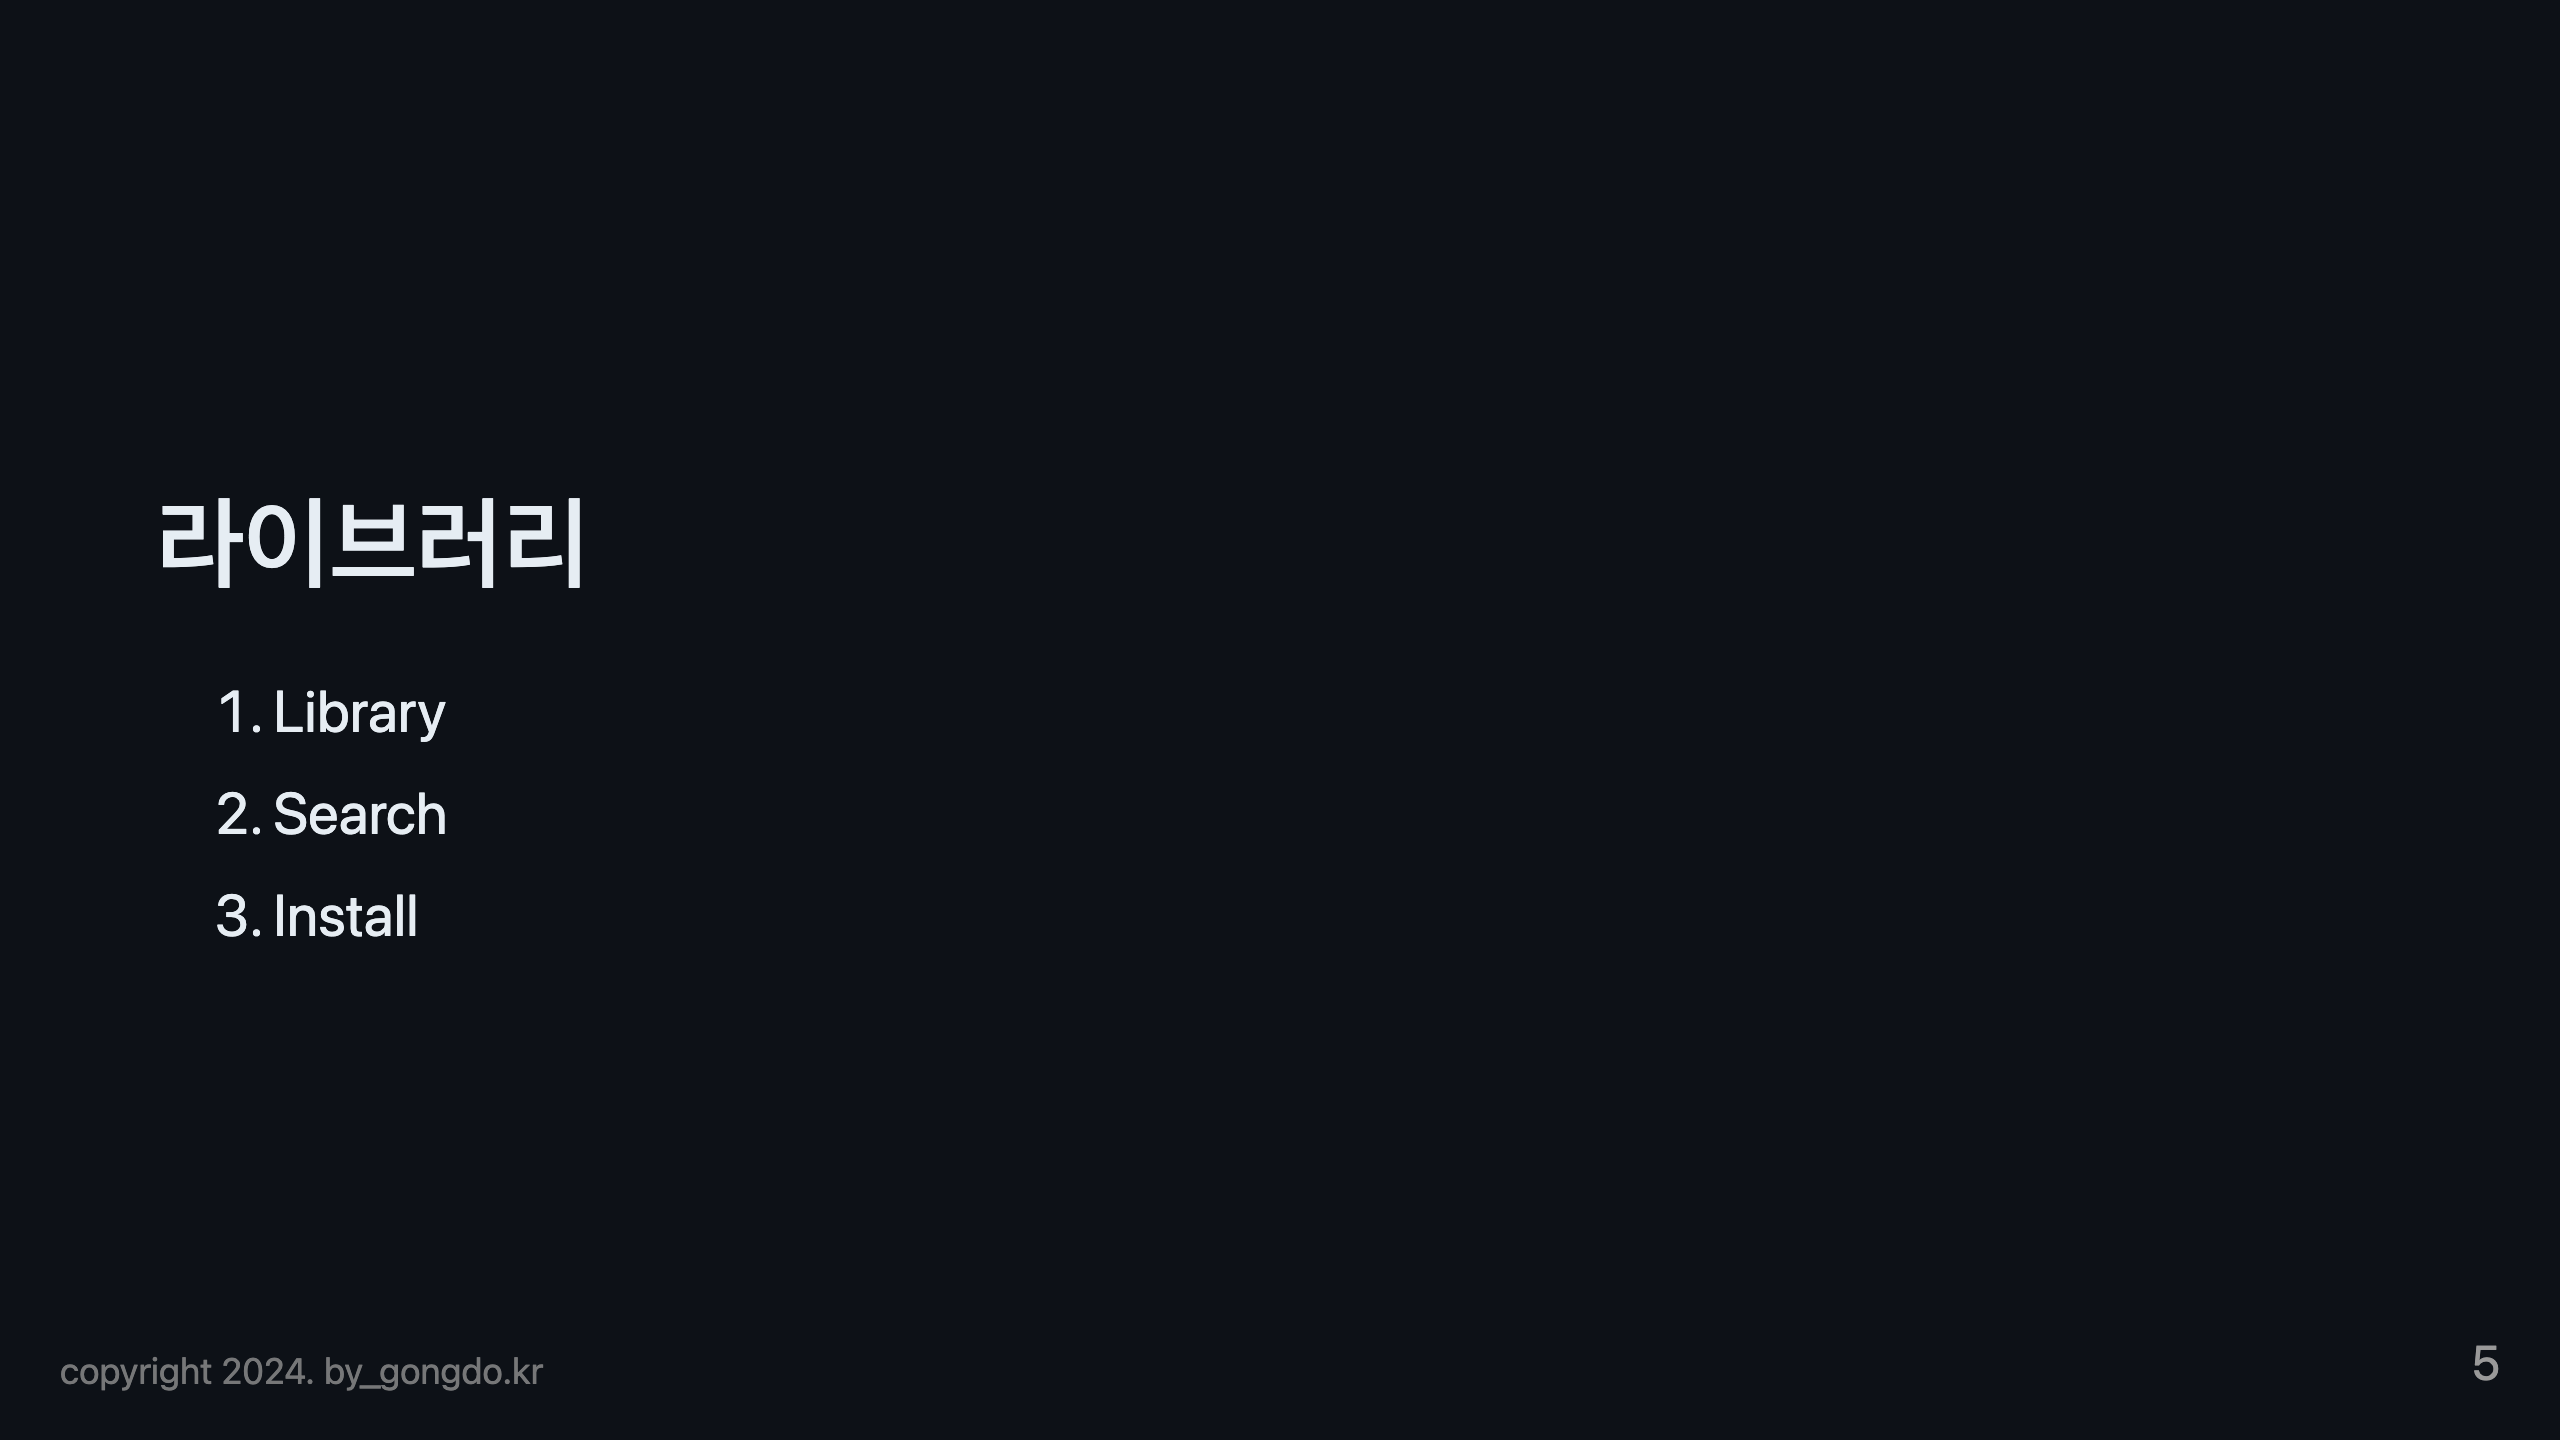 라이브러리
1. Library
2. Search
3. Install
copyright 2024. by_gongdo.kr
5